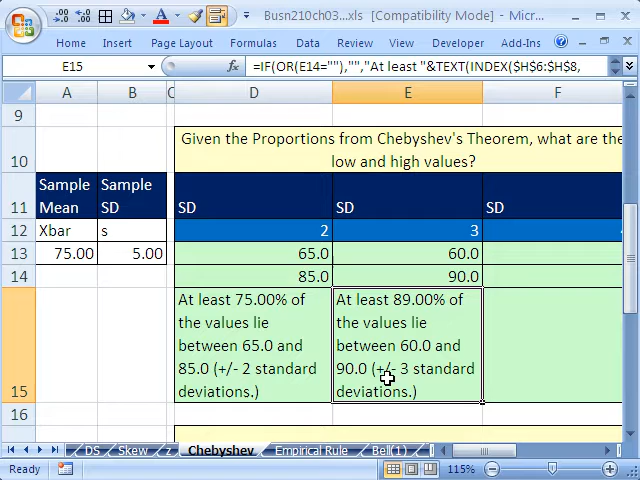 Busn210ch03...xls [Compatibility Mode] - Micr...
Home Insert Page Layout Formulas Data Review View Developer Add-Ins
E15 fx =IF(OR(E14=""),"","At least "&TEXT(INDEX($H$6:$H$8,
A B C D E F
9
10 Given the Proportions from Chebyshev's Theorem, what are the
low and high values?
11 Sample Mean Sample SD SD SD SD
12 Xbar s 2 3
13 75.00 5.00 65.0 60.0
14 85.0 90.0
15
At least 75.00% of
the values lie
between 65.0 and
85.0 (+/- 2 standard
deviations.)
At least 89.00% of
the values lie
between 60.0 and
90.0 (+/- 3 standard
deviations.)
16
DS Skew z Chebyshev Empirical Rule Bell(1)
Ready 115%